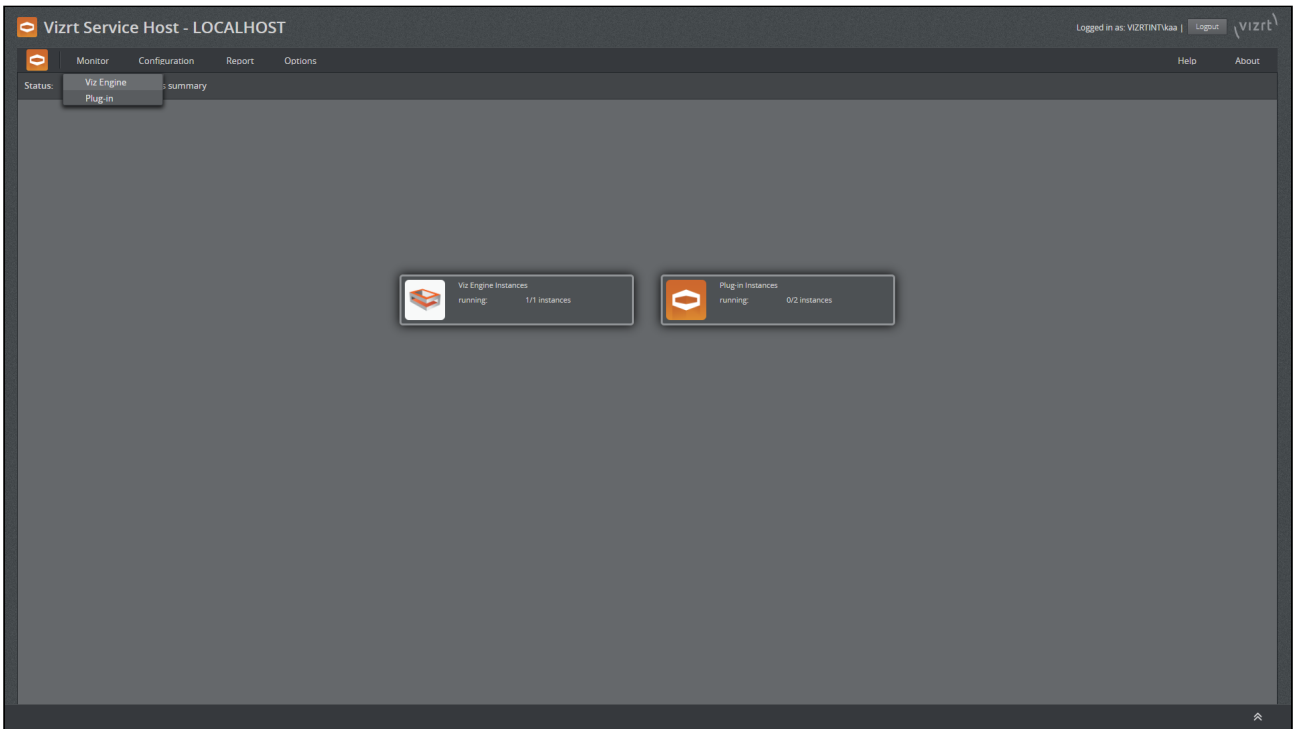 Vizrt Service Host - LOCALHOST
Logged in as: VIZRTINT\kaa | Logout
vizrt
Monitor Configuration Report Options Help About
Status: s summary
Viz Engine
Plug-in
Viz Engine Instances
running: 1/1 instances
Plug-in Instances
running: 0/2 instances